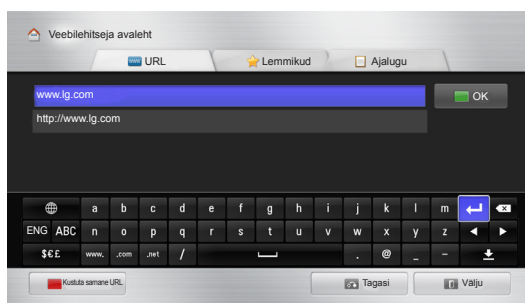 Veebilehitseja avaleht
www URL Lemmikud Ajalugu
www.lg.com OK
http://www.lg.com
a b c d e f g h i j k l m
ENG ABC n o p q r s t u v w x y z
$€£ www. .com .net / . @ _ -
Kustuta samane URL Tagasi Välju